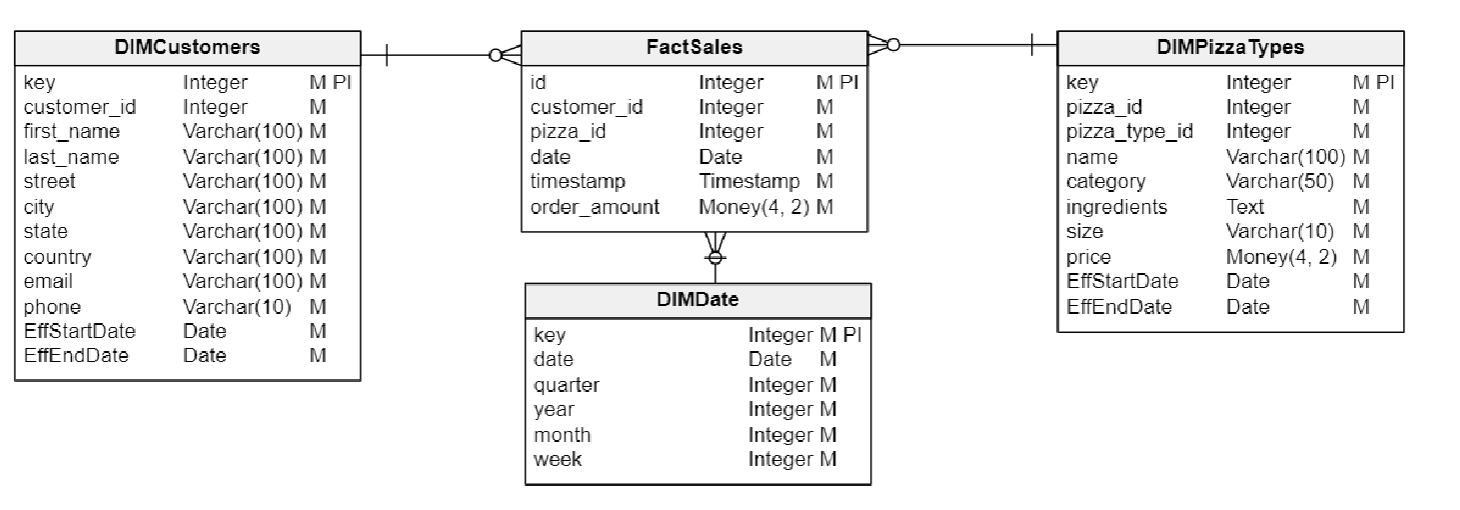 DIMCustomers
key Integer M PI
customer_id Integer M
first_name Varchar(100) M
last_name Varchar(100) M
street Varchar(100) M
city Varchar(100) M
state Varchar(100) M
country Varchar(100) M
email Varchar(100) M
phone Varchar(10) M
EffStartDate Date M
EffEndDate Date M
FactSales
id Integer M PI
customer_id Integer M
pizza_id Integer M
date Date M
timestamp Timestamp M
order_amount Money(4, 2) M
DIMDate
key Integer M PI
date Date M
quarter Integer M
year Integer M
month Integer M
week Integer M
DIMPizzaTypes
key Integer M PI
pizza_id Integer M
pizza_type_id Integer M
name Varchar(100) M
category Varchar(50) M
ingredients Text M
size Varchar(10) M
price Money(4, 2) M
EffStartDate Date M
EffEndDate Date M